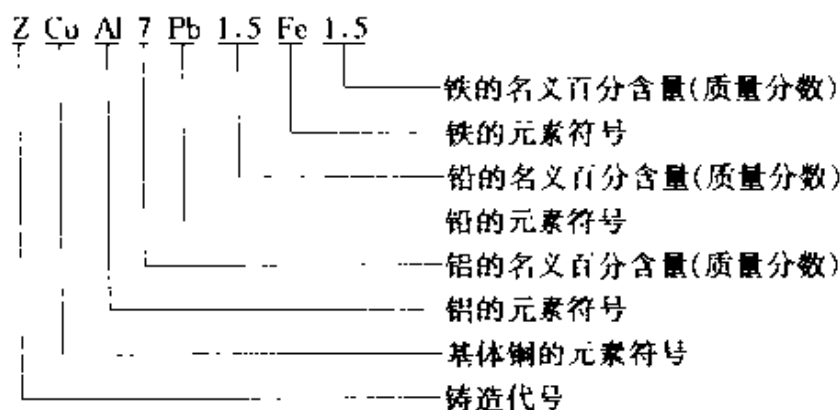 Z Cu Al 7 Pb 1.5 Fe 1.5
铁的名义百分含量(质量分数)
铁的元素符号
铅的名义百分含量(质量分数)
铅的元素符号
铝的名义百分含量(质量分数)
铝的元素符号
基体铜的元素符号
铸造代号